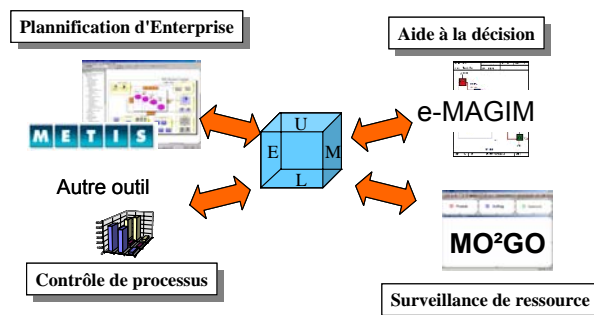 Plannification d'Enterprise
Aide à la décision
METIS
e-MAGIM
U
E
M
L
Autre outil
MO²GO
Contrôle de processus
Surveillance de ressource